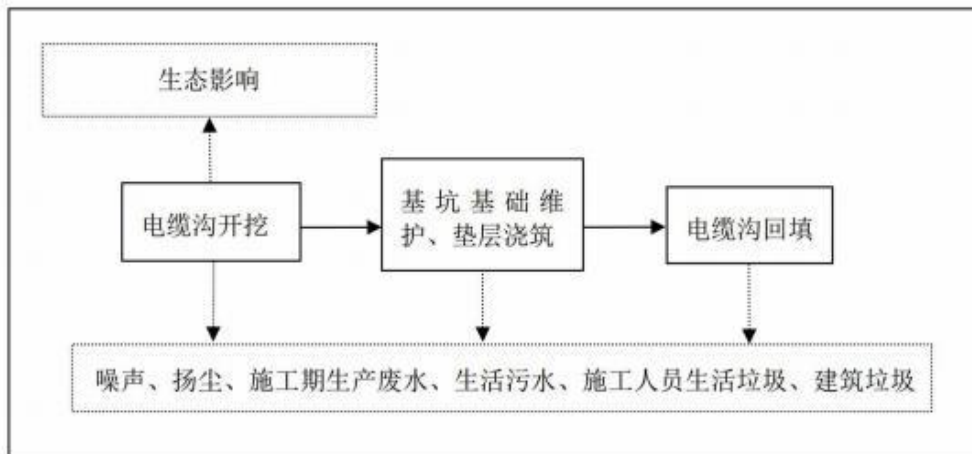 生态影响
电缆沟开挖
基坑基础维
护、垫层浇筑
电缆沟回填
噪声、扬尘、施工期生产废水、生活污水、施工人员生活垃圾、建筑垃圾